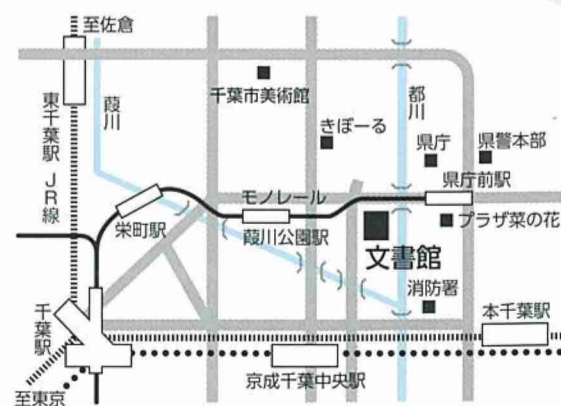 至佐倉
東千葉駅
JR線
葭川
千葉市美術館
きぼーる
都川
県庁
県警本部
県庁前駅
モノレール
栄町駅
葭川公園駅
プラザ菜の花
文書館
消防署
千葉駅
本千葉駅
京成千葉中央駅
至東京